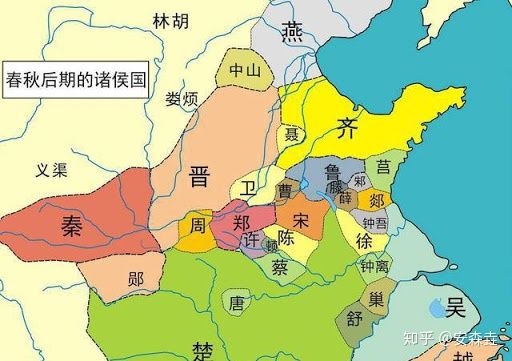 林胡
燕
春秋后期的诸侯国
中山
娄烦
聂
齐
义渠
晋
卫
曹
鲁
滕
邾
莒
薛
郯
秦
周
郑
宋
钟吾
许
顿
陈
徐
蔡
钟离
郧
唐
巢
舒
吴
楚
越
知乎 @安森垚